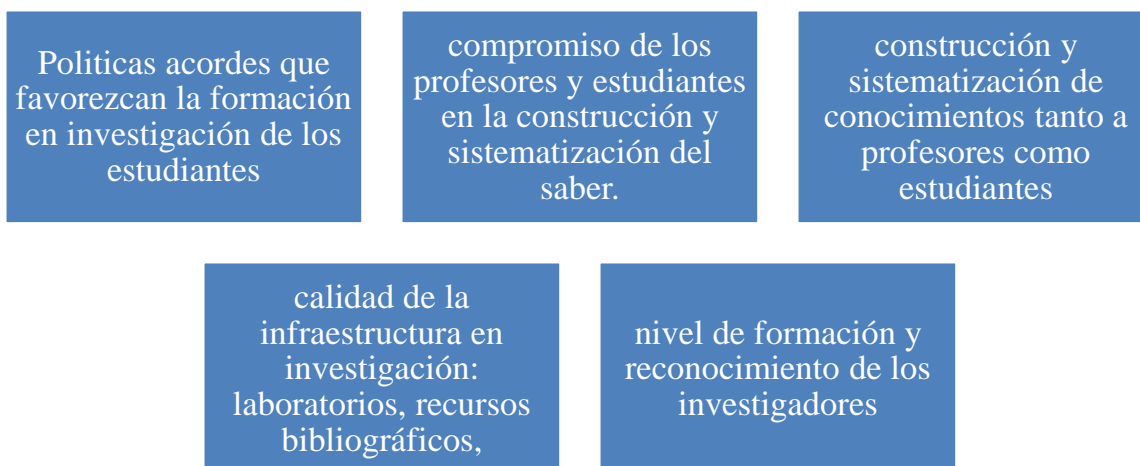 Politicas acordes que
favorezcan la formación
en investigación de los
estudiantes
compromiso de los
profesores y estudiantes
en la construcción y
sistematización del
saber.
construcción y
sistematización de
conocimientos tanto a
profesores como
estudiantes
calidad de la
infraestructura en
investigación:
laboratorios, recursos
bibliográficos,
nivel de formación y
reconocimiento de los
investigadores